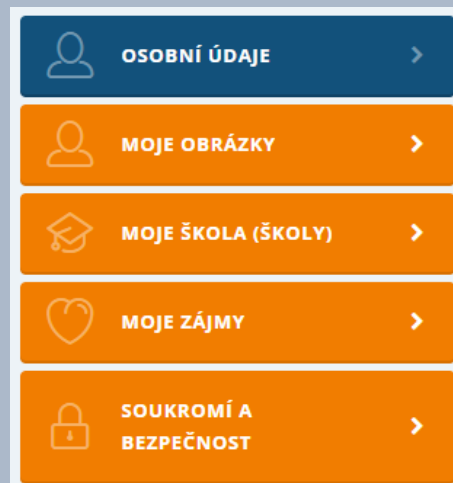 OSOBNÍ ÚDAJE
MOJE OBRÁZKY
MOJE ŠKOLA (ŠKOLY)
MOJE ZÁJMY
SOUKROMÍ A
BEZPEČNOST